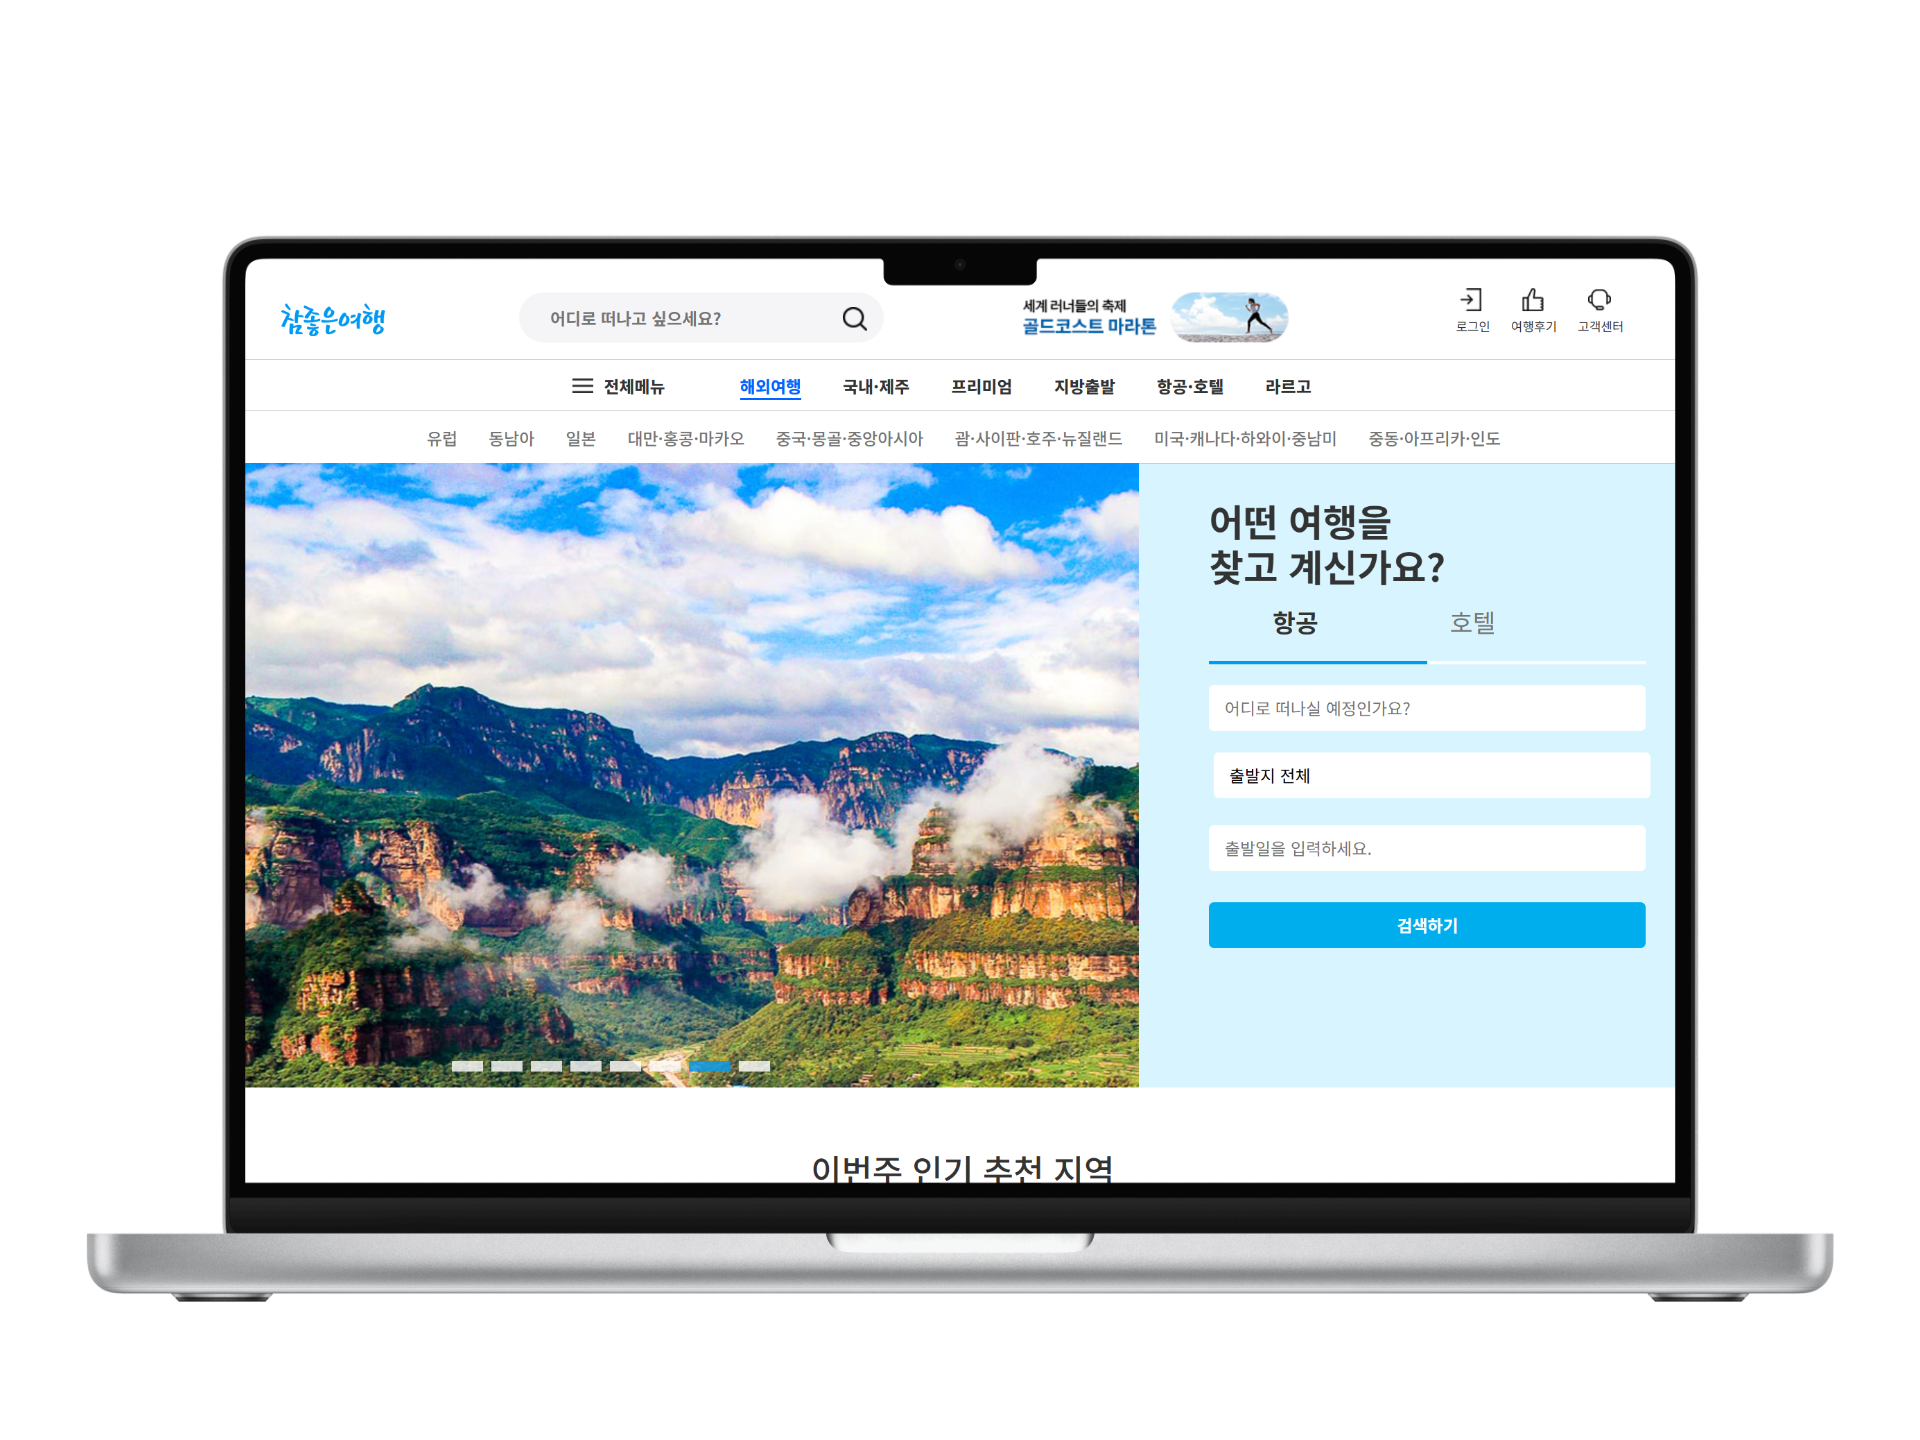 참좋은여행
어디로 떠나고 싶으세요?
세계 러너들의 축제
골드코스트 마라톤
로그인
여행후기
고객센터
전체메뉴
해외여행
국내·제주
프리미엄
지방출발
항공·호텔
라르고
유럽
동남아
일본
대만·홍콩·마카오
중국·몽골·중앙아시아
괌·사이판·호주·뉴질랜드
미국·캐나다·하와이·중남미
중동·아프리카·인도
어떤 여행을
찾고 계신가요?
항공
호텔
어디로 떠나실 예정인가요?
출발지 전체
출발일을 입력하세요.
검색하기
이번주 인기 추천 지역